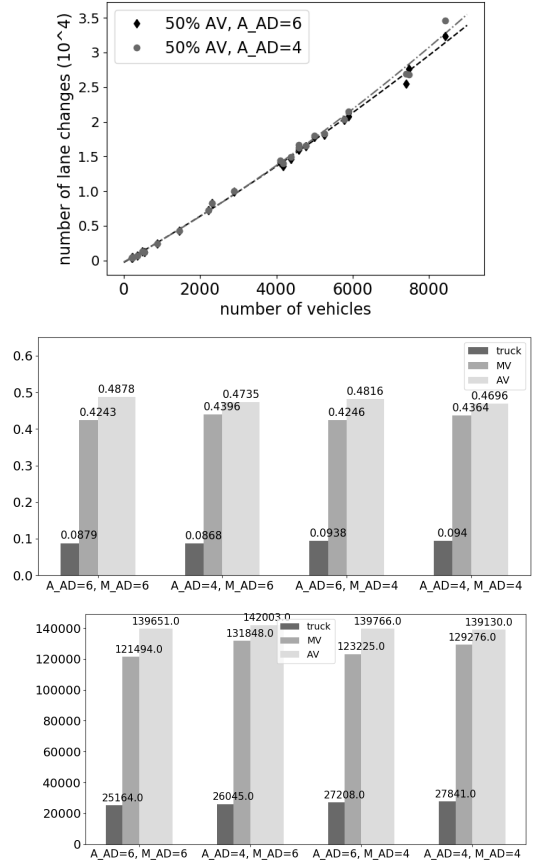 50% AV, A_AD=6
50% AV, A_AD=4
3.5
3.0
2.5
2.0
1.5
1.0
0.5
0
number of lane changes (10^4)
0 2000 4000 6000 8000
number of vehicles
truck
MV
AV
0.6
0.5
0.4
0.3
0.2
0.1
0.0
0.0879 0.4243 0.4878
0.0868 0.4396 0.4735
0.0938 0.4246 0.4816
0.094 0.4364 0.4696
A_AD=6, M_AD=6 A_AD=4, M_AD=6 A_AD=6, M_AD=4 A_AD=4, M_AD=4
truck
MV
AV
140000
120000
100000
80000
60000
40000
20000
0
25164.0 121494.0 139651.0
26045.0 131848.0 142003.0
27208.0 123225.0 139766.0
27841.0 129276.0 139130.0
A_AD=6, M_AD=6 A_AD=4, M_AD=6 A_AD=6, M_AD=4 A_AD=4, M_AD=4